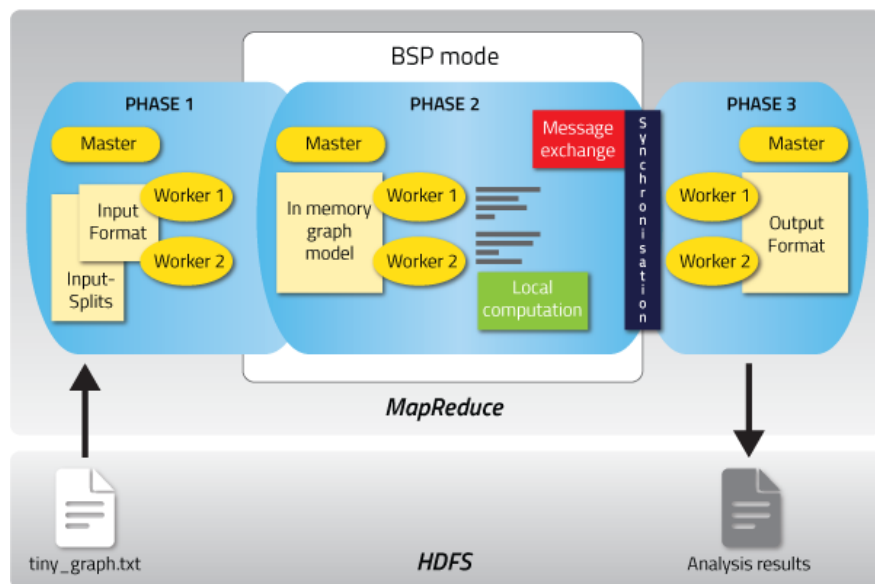 BSP mode
PHASE 1
Master
Input
Format
Input-
Splits
Worker 1
Worker 2
PHASE 2
Master
In memory
graph
model
Worker 1
Worker 2
Message
exchange
Local
computation
Synchronisation
PHASE 3
Master
Worker 1
Worker 2
Output
Format
MapReduce
tiny_graph.txt
HDFS
Analysis results